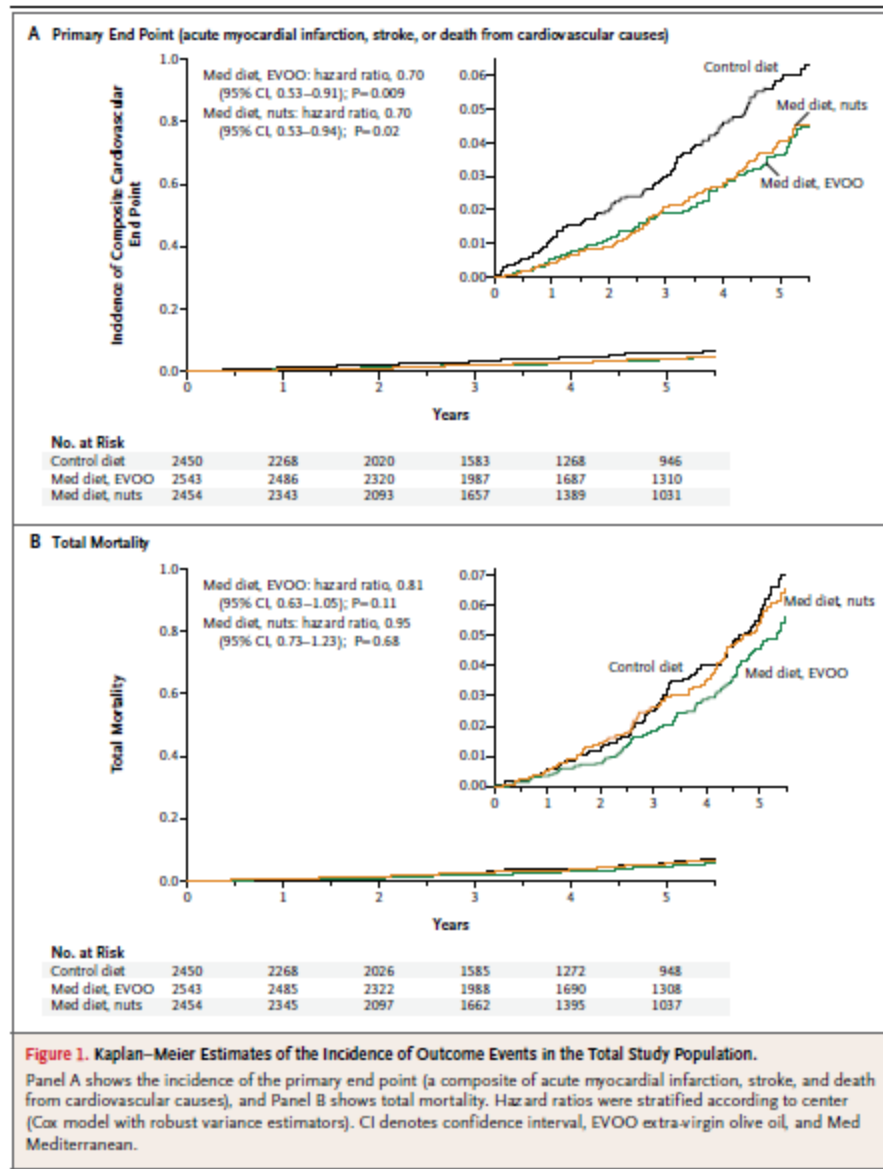 A Primary End Point (acute myocardial infarction, stroke, or death from cardiovascular causes)
Incidence of Composite Cardiovascular
End Point
1.0
0.8
0.6
0.4
0.2
0.0
Med diet, EVOO: hazard ratio, 0.70
(95% CI, 0.53–0.91); P=0.009
Med diet, nuts: hazard ratio, 0.70
(95% CI, 0.53–0.94); P=0.02
0.06
0.05
0.04
0.03
0.02
0.01
0.00
Control diet
Med diet, nuts
Med diet, EVOO
0 1 2 3 4 5
0 1 2 3 4 5
Years
No. at Risk
Control diet 2450 2268 2020 1583 1268 946
Med diet, EVOO 2543 2486 2320 1987 1687 1310
Med diet, nuts 2454 2343 2093 1657 1389 1031
B Total Mortality
Total Mortality
1.0
0.8
0.6
0.4
0.2
0.0
Med diet, EVOO: hazard ratio, 0.81
(95% CI, 0.63–1.05); P=0.11
Med diet, nuts: hazard ratio, 0.95
(95% CI, 0.73–1.23); P=0.68
0.07
0.06
0.05
0.04
0.03
0.02
0.01
0.00
Med diet, nuts
Control diet
Med diet, EVOO
0 1 2 3 4 5
0 1 2 3 4 5
Years
No. at Risk
Control diet 2450 2268 2026 1585 1272 948
Med diet, EVOO 2543 2485 2322 1988 1690 1308
Med diet, nuts 2454 2345 2097 1662 1395 1037
Figure 1. Kaplan–Meier Estimates of the Incidence of Outcome Events in the Total Study Population.
Panel A shows the incidence of the primary end point (a composite of acute myocardial infarction, stroke, and death
from cardiovascular causes), and Panel B shows total mortality. Hazard ratios were stratified according to center
(Cox model with robust variance estimators). CI denotes confidence interval, EVOO extra-virgin olive oil, and Med
Mediterranean.